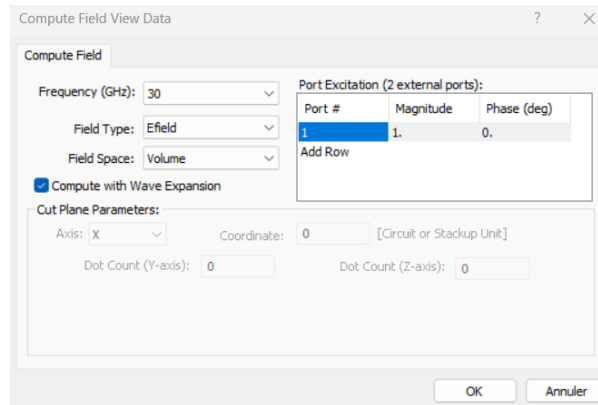 Compute Field View Data ? ×
Compute Field
Frequency (GHz): 30
Field Type: Efield
Field Space: Volume
Compute with Wave Expansion
Port Excitation (2 external ports):
Port # Magnitude Phase (deg)
1 1. 0.
Add Row
Cut Plane Parameters:
Axis: X Coordinate: 0 [Circuit or Stackup Unit]
Dot Count (Y-axis): 0 Dot Count (Z-axis): 0
OK Annuler